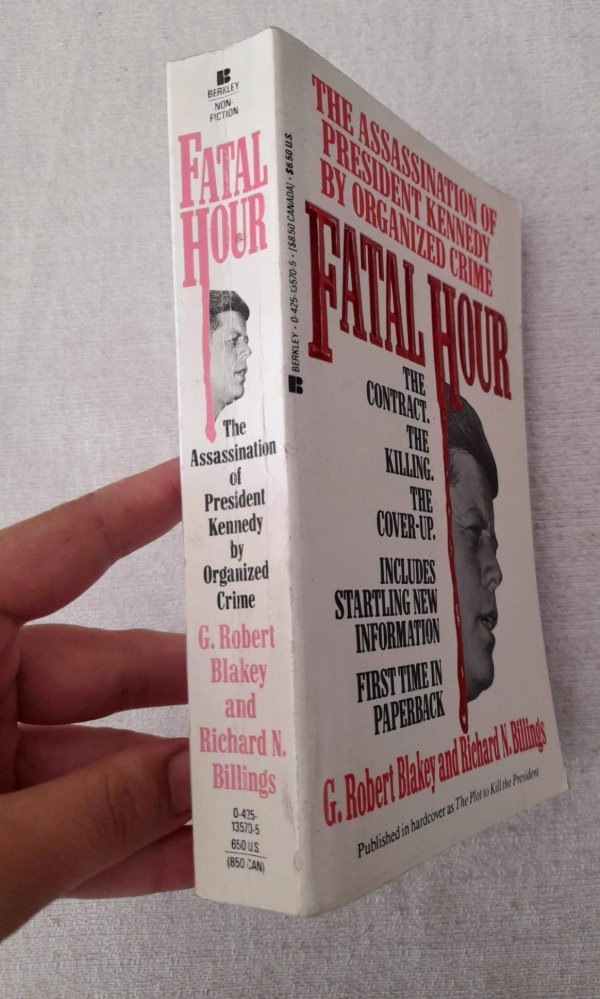 B
BERKLEY
NON-
FICTION
FATAL
HOUR
The
Assassination
of
President
Kennedy
by
Organized
Crime
G. Robert
Blakey
and
Richard N.
Billings
0-425-
13570-5
650 U.S.
(850 CAN)
B BERKLEY • 0-425-13570-5 • [$8.50 CANADA] • $6.50 U.S.
THE ASSASSINATION OF
PRESIDENT KENNEDY
BY ORGANIZED CRIME
FATAL HOUR
THE
CONTRACT.
THE
KILLING.
THE
COVER-UP.
INCLUDES
STARTLING NEW
INFORMATION
FIRST TIME IN
PAPERBACK
G. Robert Blakey and Richard N. Billings
Published in hardcover as The Plot to Kill the President